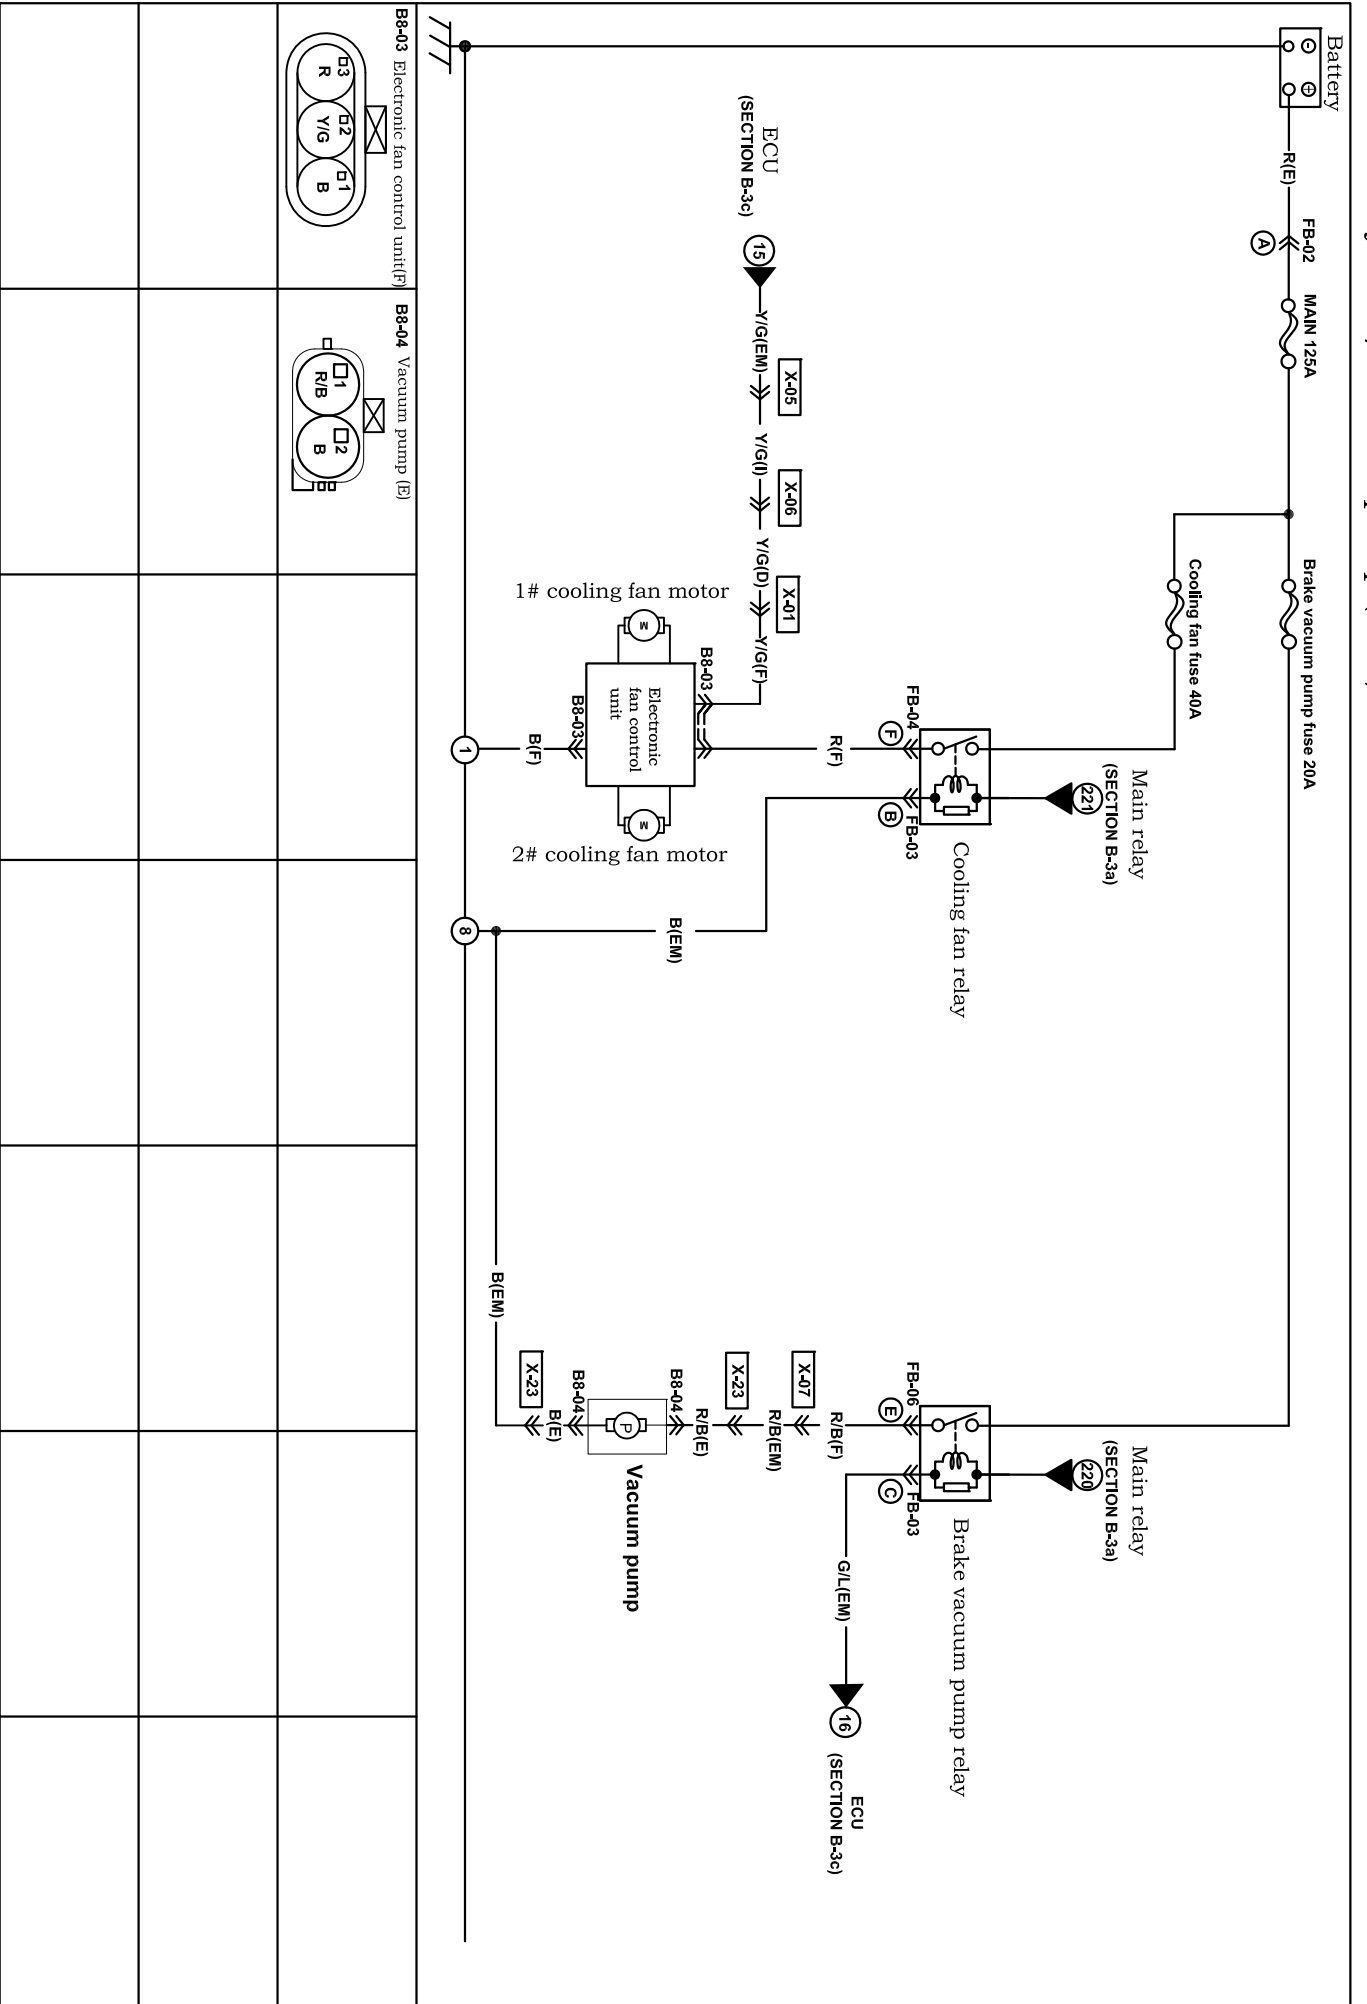 Battery
R(E)
FB-02
A
MAIN 125A
Brake vacuum pump fuse 20A
Cooling fan fuse 40A
Main relay
(SECTION B-3a)
221
Main relay
(SECTION B-3a)
220
FB-04
F
FB-03
B
Cooling fan relay
FB-06
E
FB-03
C
Brake vacuum pump relay
ECU
(SECTION B-3c)
15
Y/G(EM)
X-05
Y/G(I)
X-06
Y/G(D)
X-01
Y/G(F)
R(F)
R/B(F)
X-07
R/B(EM)
X-23
R/B(E)
G/L(EM)
16
ECU
(SECTION B-3c)
B8-03
1# cooling fan motor
M
Electronic
fan control
unit
M
2# cooling fan motor
B8-03
B(F)
1
B(EM)
8
B8-04
P
Vacuum pump
B8-04
B(E)
X-23
B(EM)
B8-03 Electronic fan control unit(F)
3
R
2
Y/G
1
B
B8-04 Vacuum pump (E)
1
R/B
2
B